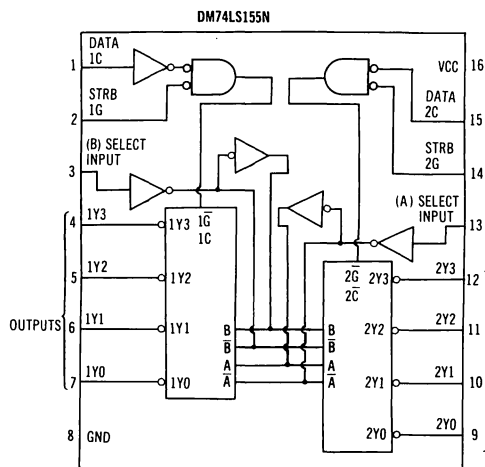 DM74LS155N
DATA
1C
1
STRB
1G
2
(B) SELECT
INPUT
3
4
1Y3
5
1Y2
OUTPUTS
6
1Y1
7
1Y0
8
GND
1Y3
1G̅
1C
1Y2
1Y1
1Y0
B
B̅
A
A̅
VCC
16
DATA
2C
15
STRB
2G
14
(A) SELECT
INPUT
13
2G̅
2C̅
2Y3
2Y3
12
B
B̅
2Y2
2Y2
11
A
A̅
2Y1
2Y1
10
2Y0
2Y0
9